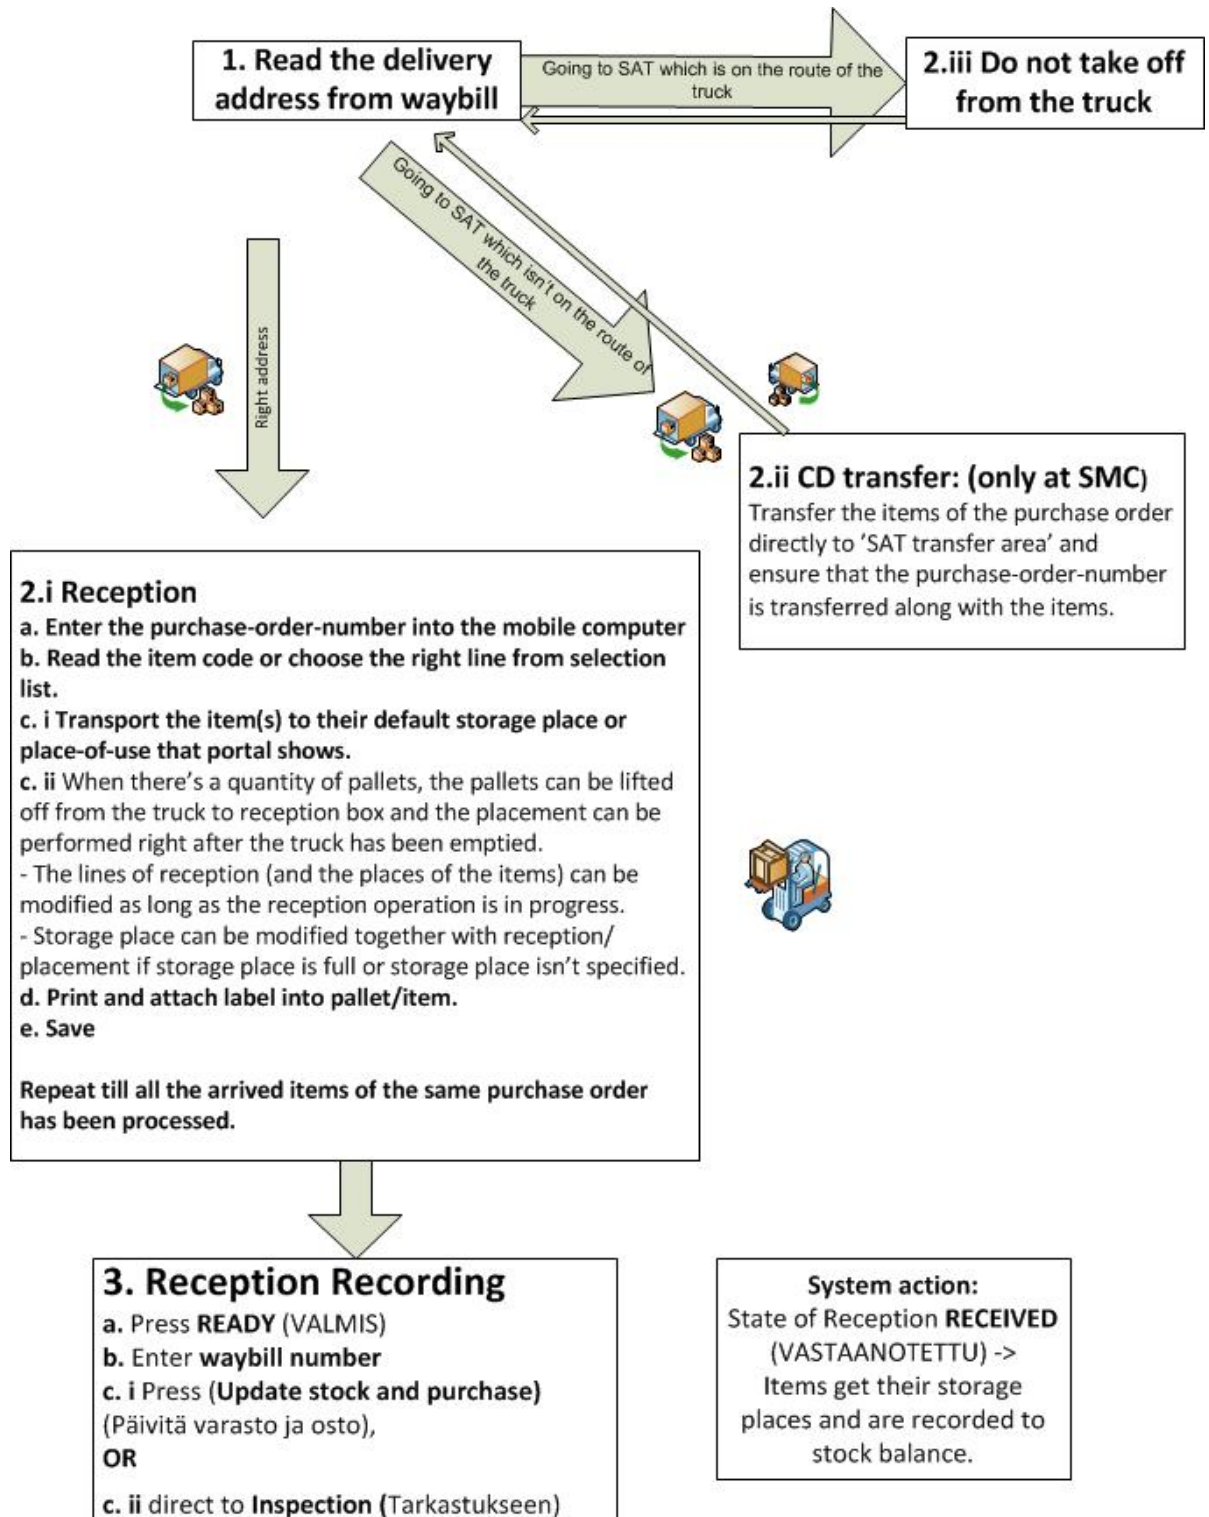 1. Read the delivery
address from waybill
Going to SAT which is on the route of the
truck
2.iii Do not take off
from the truck
Going to SAT which isn't on the route of
the truck
Right address
2.ii CD transfer: (only at SMC)
Transfer the items of the purchase order
directly to 'SAT transfer area' and
ensure that the purchase-order-number
is transferred along with the items.
2.i Reception
a. Enter the purchase-order-number into the mobile computer
b. Read the item code or choose the right line from selection
list.
c. i Transport the item(s) to their default storage place or
place-of-use that portal shows.
c. ii When there's a quantity of pallets, the pallets can be lifted
off from the truck to reception box and the placement can be
performed right after the truck has been emptied.
- The lines of reception (and the places of the items) can be
modified as long as the reception operation is in progress.
- Storage place can be modified together with reception/
placement if storage place is full or storage place isn't specified.
d. Print and attach label into pallet/item.
e. Save
Repeat till all the arrived items of the same purchase order
has been processed.
3. Reception Recording
a. Press READY (VALMIS)
b. Enter waybill number
c. i Press (Update stock and purchase)
(Päivitä varasto ja osto),
OR
c. ii direct to Inspection (Tarkastukseen)
System action:
State of Reception RECEIVED
(VASTAANOTETTU) ->
Items get their storage
places and are recorded to
stock balance.